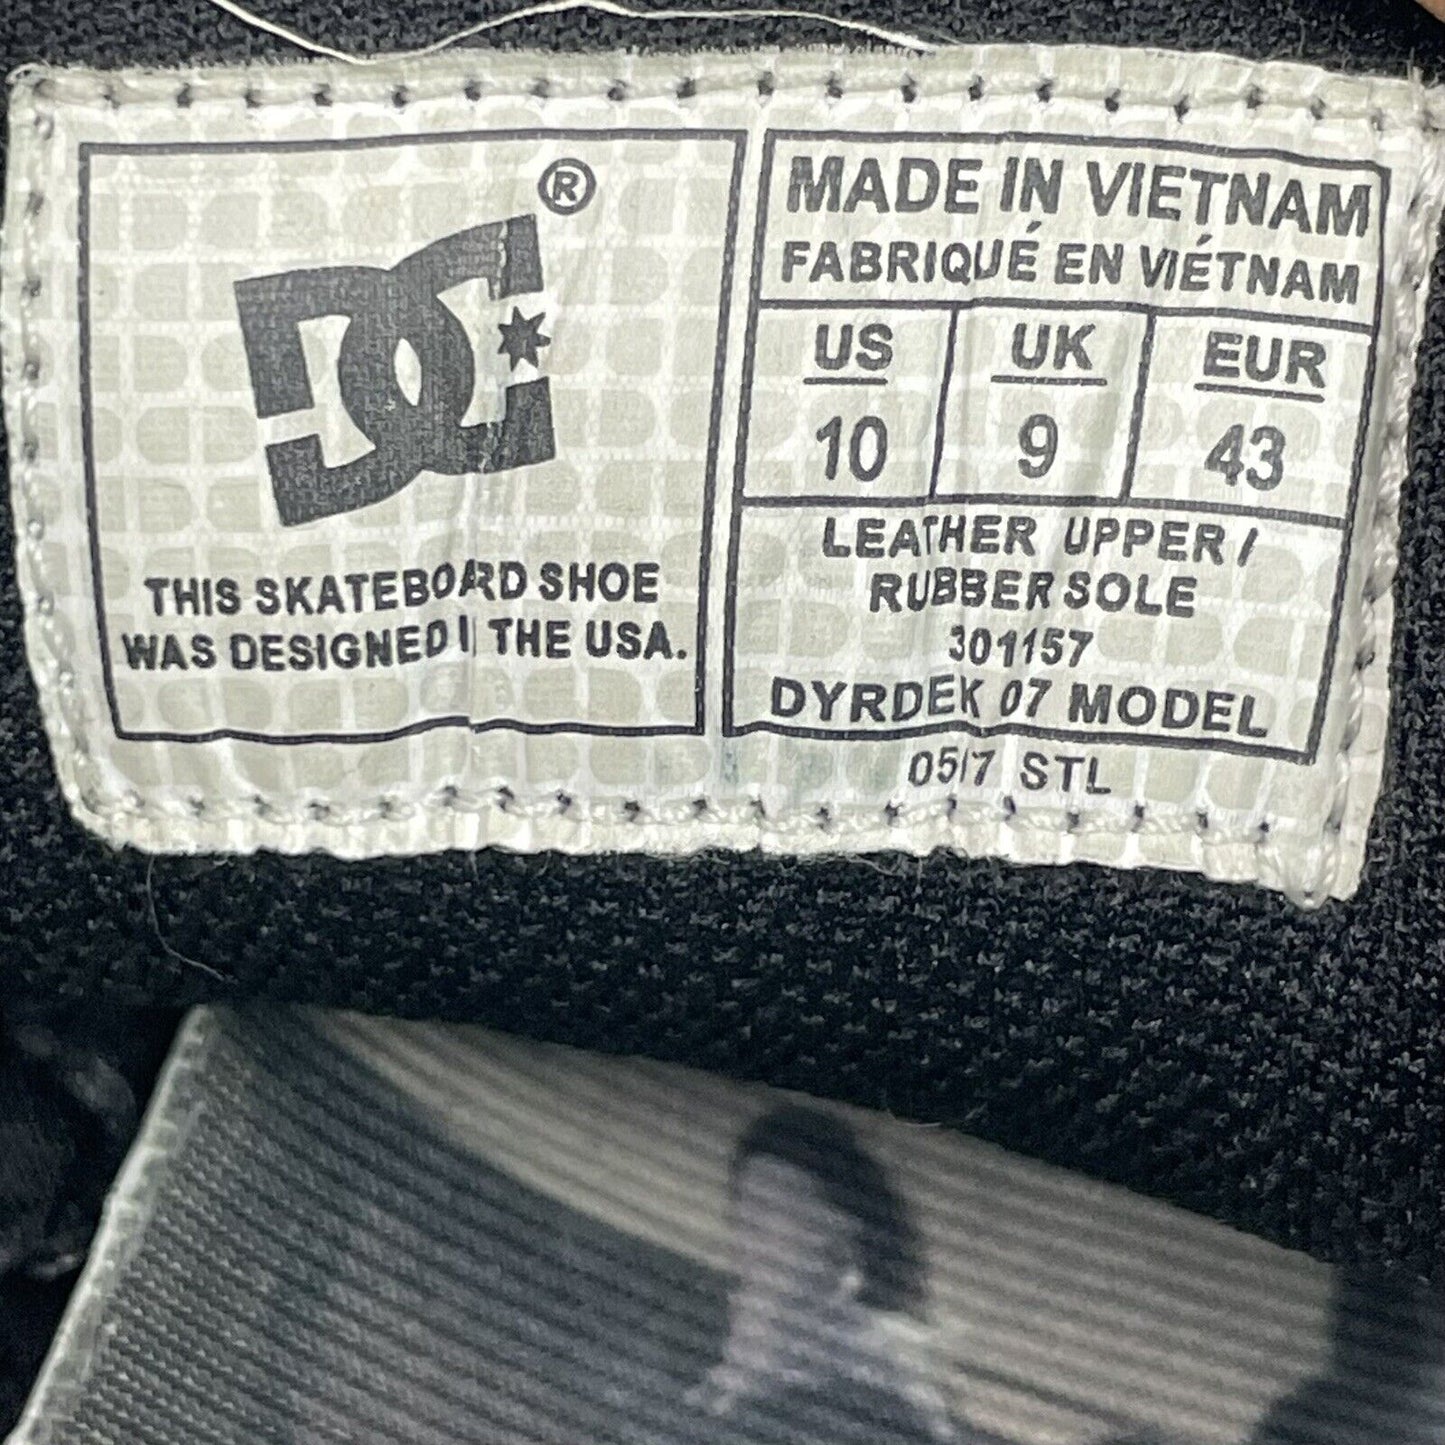 DC®
THIS SKATEBOARD SHOE
WAS DESIGNED I THE USA.
MADE IN VIETNAM
FABRIQUÉ EN VIÉTNAM
US UK EUR
10 9 43
LEATHER UPPER /
RUBBER SOLE
301157
DYRDEK 07 MODEL
05/7 STL